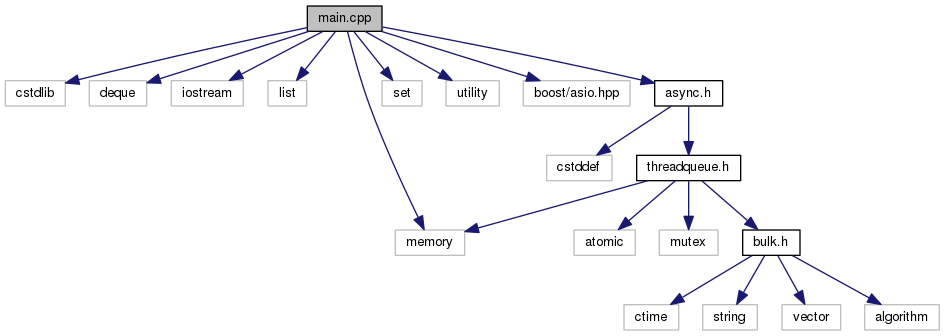 main.cpp
cstdlib
deque
iostream
list
set
utility
boost/asio.hpp
async.h
cstddef
threadqueue.h
memory
atomic
mutex
bulk.h
ctime
string
vector
algorithm